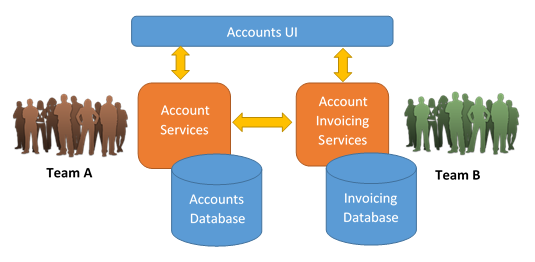 Accounts UI
Account
Services
Account
Invoicing
Services
Team A
Team B
Accounts
Database
Invoicing
Database